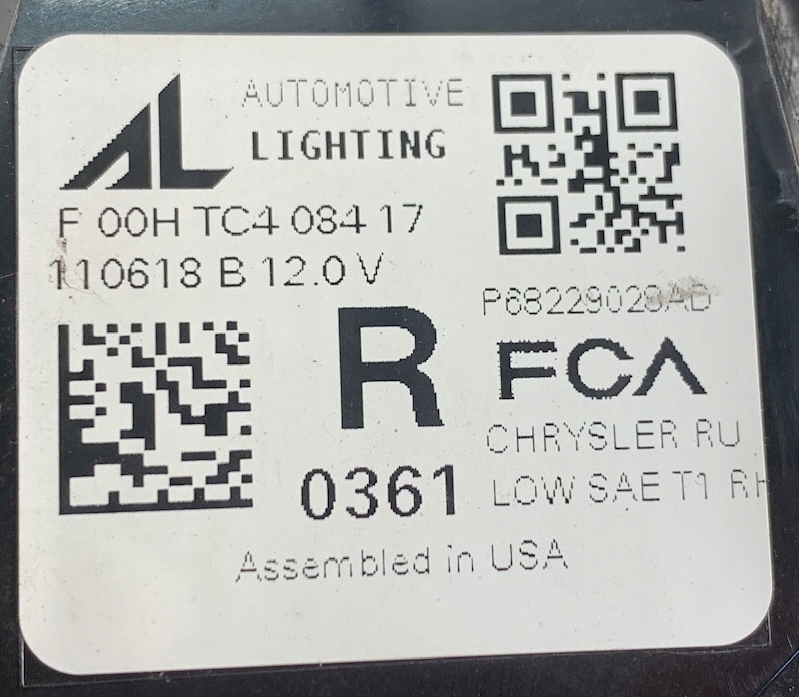 AL AUTOMOTIVE
LIGHTING
F 00H TC4 084 17
110618 B 12.0 V
P68229028AD
R
FCA
CHRYSLER RU
LOW SAE T1 RH
0361
Assembled in USA